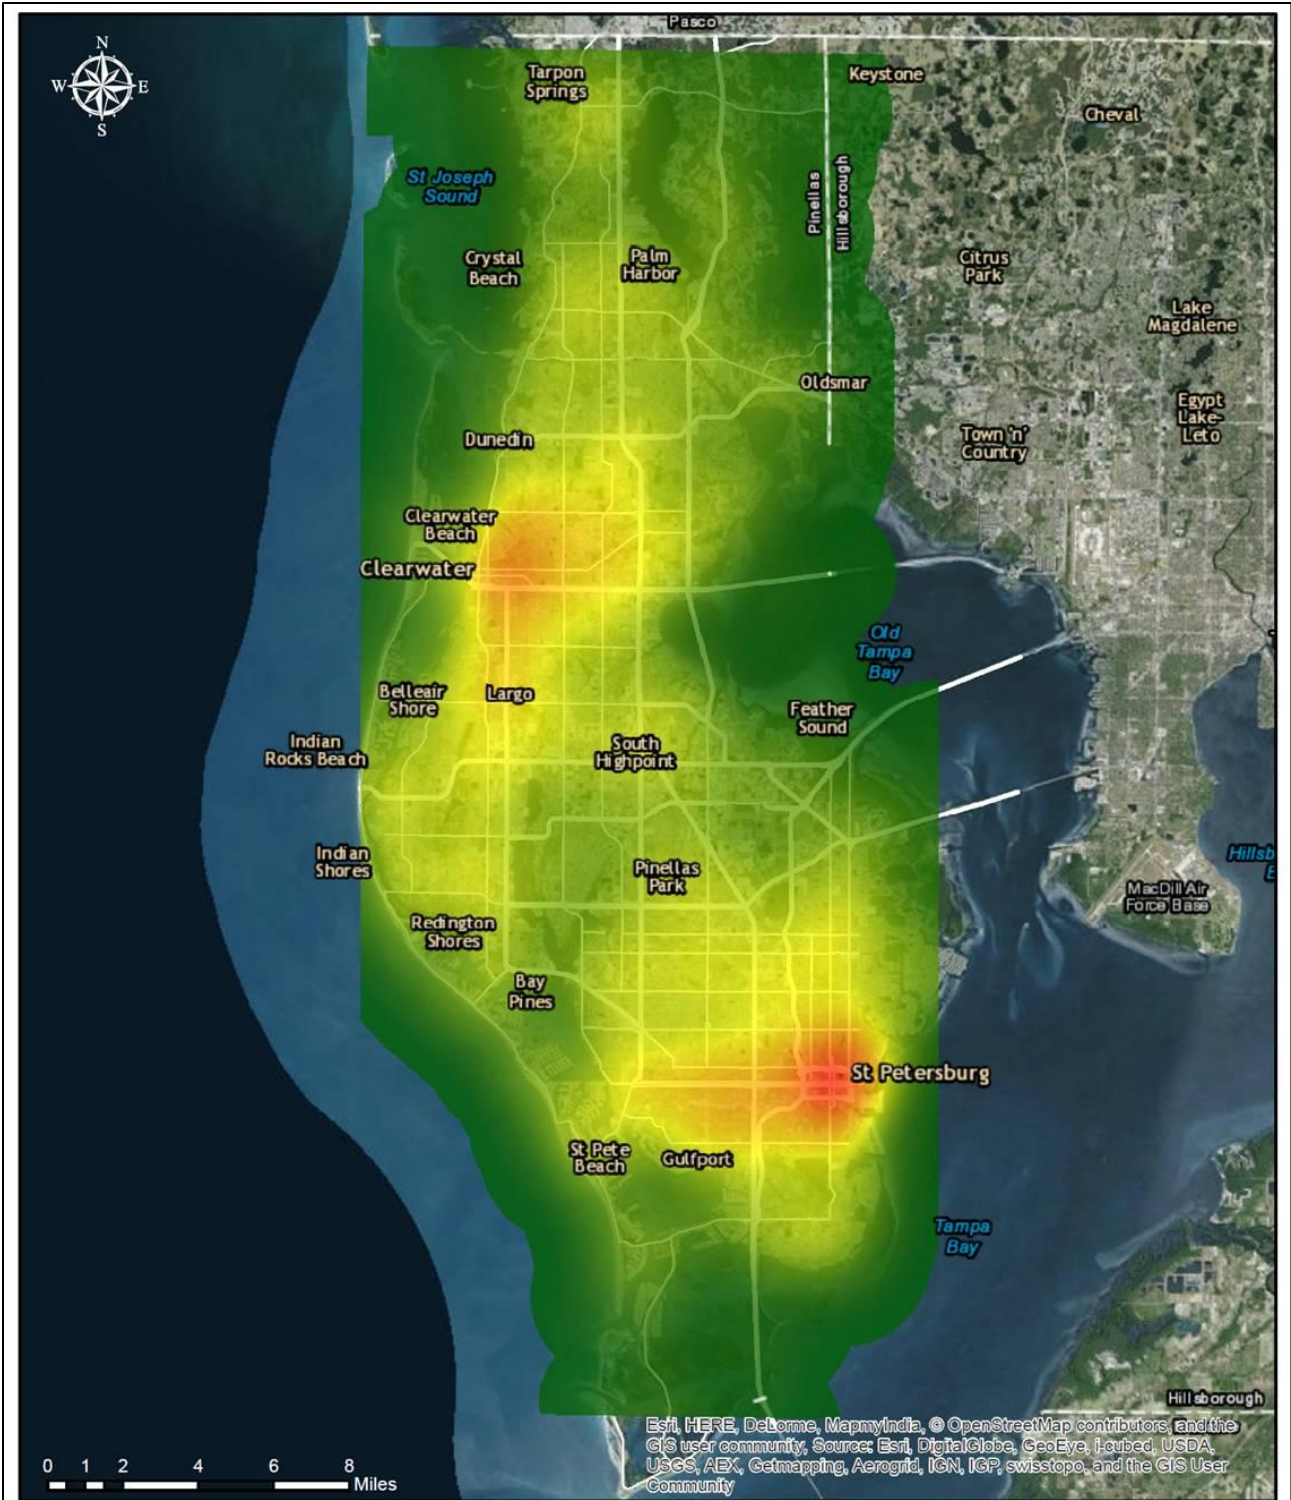 Pasco
N
W E
S
Tarpon
Springs
Keystone
Cheval
St Joseph
Sound
Pinellas
Hillsborough
Crystal
Beach
Palm
Harbor
Citrus
Park
Lake
Magdalene
Oldsmar
Egypt
Lake-
Leto
Dunedin
Town 'n'
Country
Clearwater
Beach
Clearwater
Old
Tampa
Bay
Belleair
Shore
Largo
Feather
Sound
Indian
Rocks Beach
South
Highpoint
Indian
Shores
Pinellas
Park
MacDill Air
Force Base
Redington
Shores
Bay
Pines
St Petersburg
St Pete
Beach
Gulfport
Tampa
Bay
Hillsborough
Esri, HERE, DeLorme, MapmyIndia, © OpenStreetMap contributors, and the
GIS user community, Source: Esri, DigitalGlobe, GeoEye, i-cubed, USDA,
USGS, AEX, Getmapping, Aerogrid, IGN, IGP, swisstopo, and the GIS User
Community
0 1 2 4 6 8
Miles